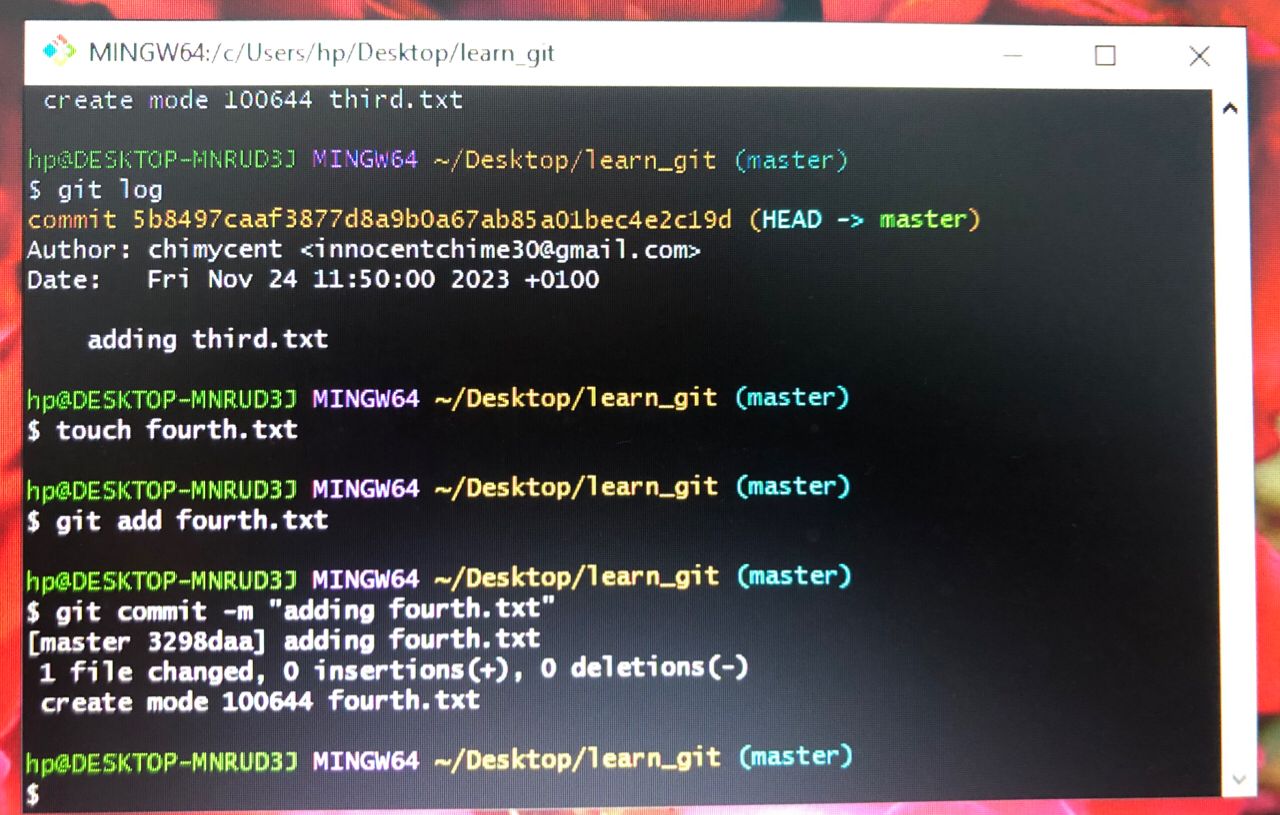 MINGW64:/c/Users/hp/Desktop/learn_git
create mode 100644 third.txt
hp@DESKTOP-MNRUD3J MINGW64 ~/Desktop/learn_git (master)
$ git log
commit 5b8497caaf3877d8a9b0a67ab85a01bec4e2c19d (HEAD -> master)
Author: chimycent <innocentchime30@gmail.com>
Date:   Fri Nov 24 11:50:00 2023 +0100
adding third.txt
hp@DESKTOP-MNRUD3J MINGW64 ~/Desktop/learn_git (master)
$ touch fourth.txt
hp@DESKTOP-MNRUD3J MINGW64 ~/Desktop/learn_git (master)
$ git add fourth.txt
hp@DESKTOP-MNRUD3J MINGW64 ~/Desktop/learn_git (master)
$ git commit -m "adding fourth.txt"
[master 3298daa] adding fourth.txt
1 file changed, 0 insertions(+), 0 deletions(-)
create mode 100644 fourth.txt
hp@DESKTOP-MNRUD3J MINGW64 ~/Desktop/learn_git (master)
$